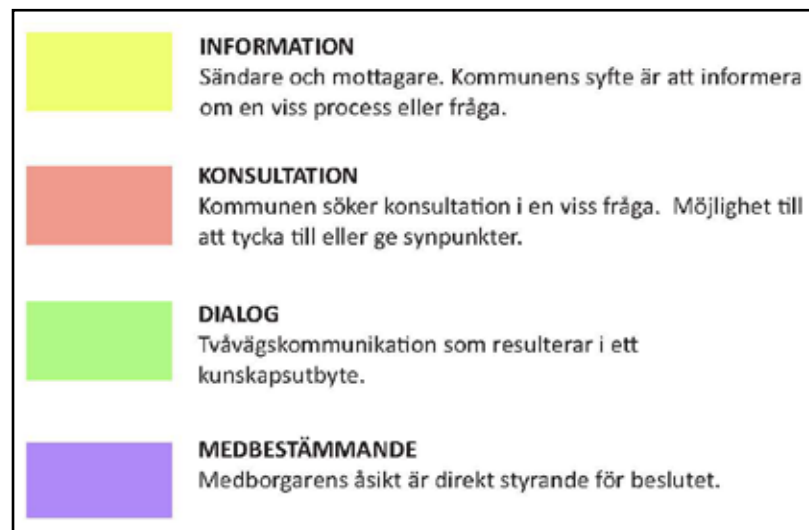 INFORMATION
Sändare och mottagare. Kommunens syfte är att informera
om en viss process eller fråga.
KONSULTATION
Kommunen söker konsultation i en viss fråga.  Möjlighet till
att tycka till eller ge synpunkter.
DIALOG
Tvåvägskommunikation som resulterar i ett
kunskapsutbyte.
MEDBESTÄMMANDE
Medborgarens åsikt är direkt styrande för beslutet.